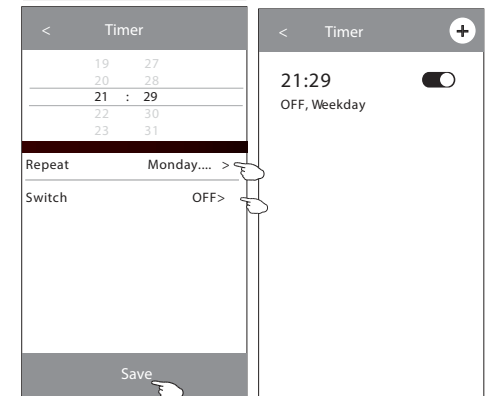 < Timer
19 27
20 28
21 : 29
22 30
23 31
Repeat Monday.... >
Switch OFF>
Save
< Timer +
21:29
OFF, Weekday